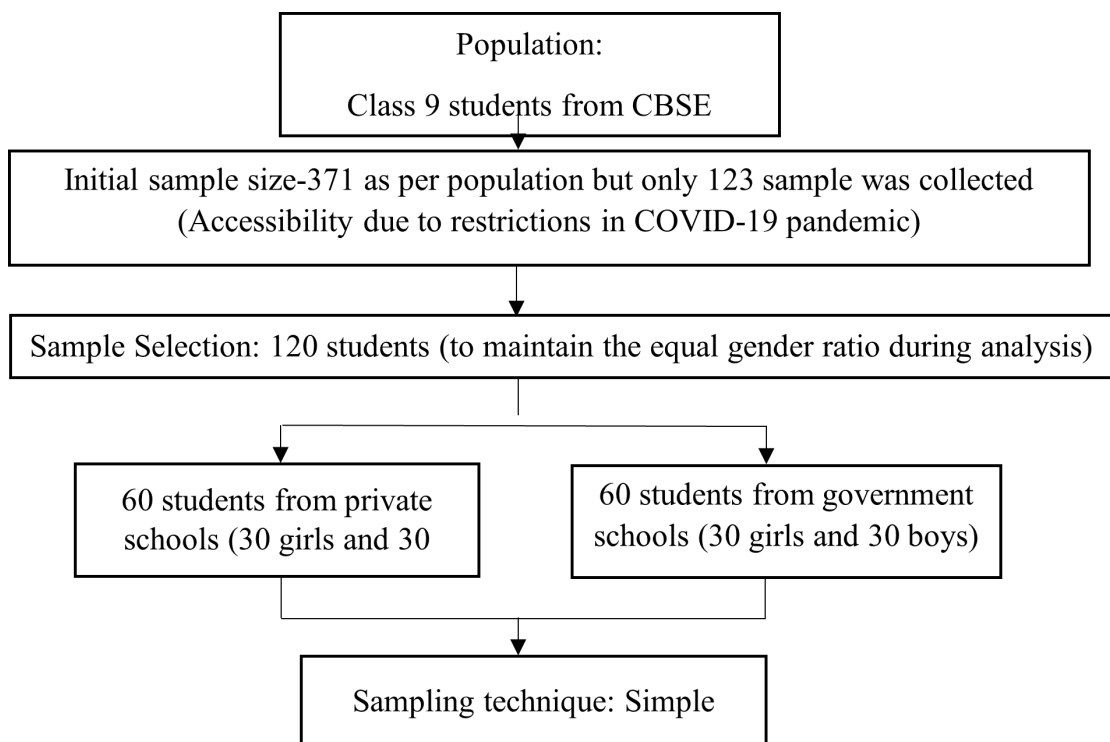 Population:
Class 9 students from CBSE
Initial sample size-371 as per population but only 123 sample was collected
(Accessibility due to restrictions in COVID-19 pandemic)
Sample Selection: 120 students (to maintain the equal gender ratio during analysis)
60 students from private
schools (30 girls and 30
60 students from government
schools (30 girls and 30 boys)
Sampling technique: Simple